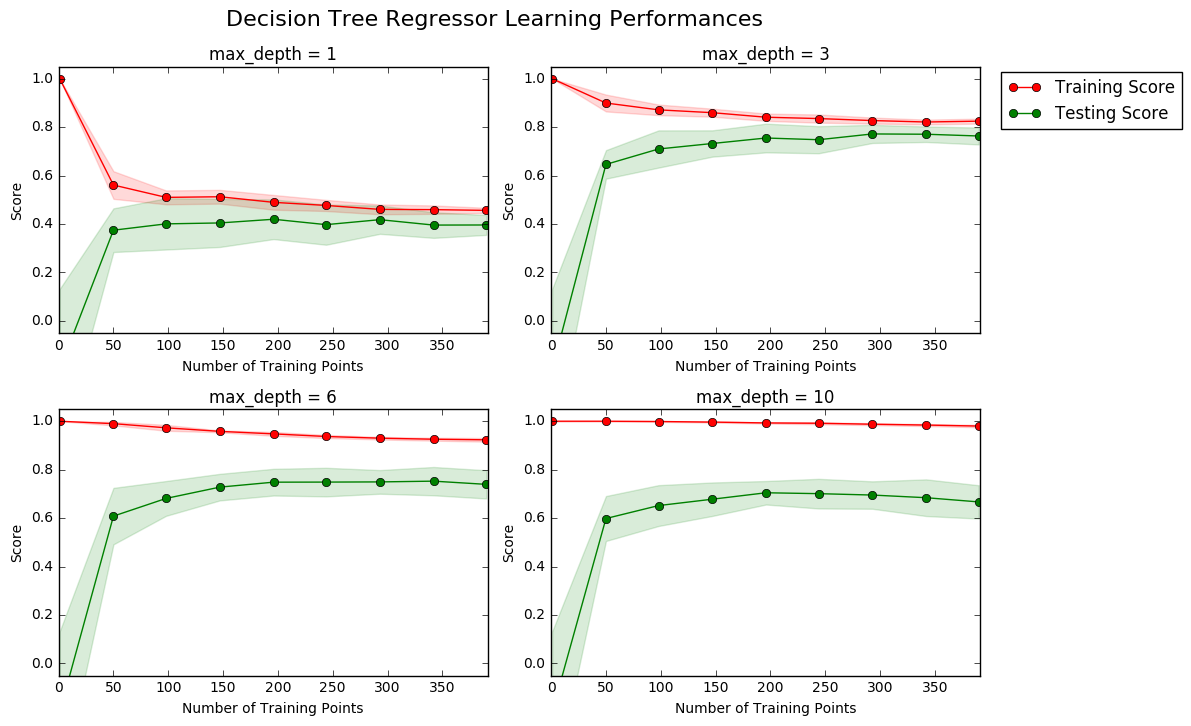 Decision Tree Regressor Learning Performances
max_depth = 1
1.0
0.8
0.6
0.4
0.2
0.0
Score
0 50 100 150 200 250 300 350
Number of Training Points
max_depth = 3
1.0
0.8
0.6
0.4
0.2
0.0
Score
0 50 100 150 200 250 300 350
Number of Training Points
Training Score
Testing Score
max_depth = 6
1.0
0.8
0.6
0.4
0.2
0.0
Score
0 50 100 150 200 250 300 350
Number of Training Points
max_depth = 10
1.0
0.8
0.6
0.4
0.2
0.0
Score
0 50 100 150 200 250 300 350
Number of Training Points